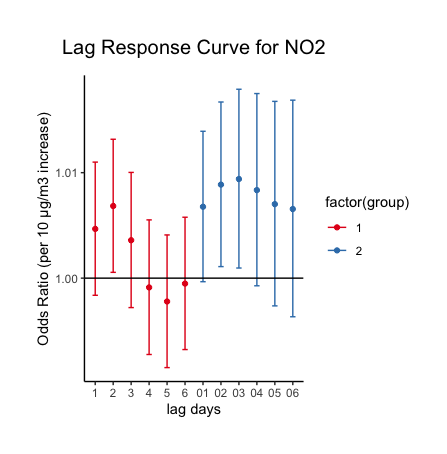 Lag Response Curve for NO2
Odds Ratio (per 10 µg/m3 increase)
1.01
1.00
1 2 3 4 5 6 01 02 03 04 05 06
lag days
factor(group)
1
2